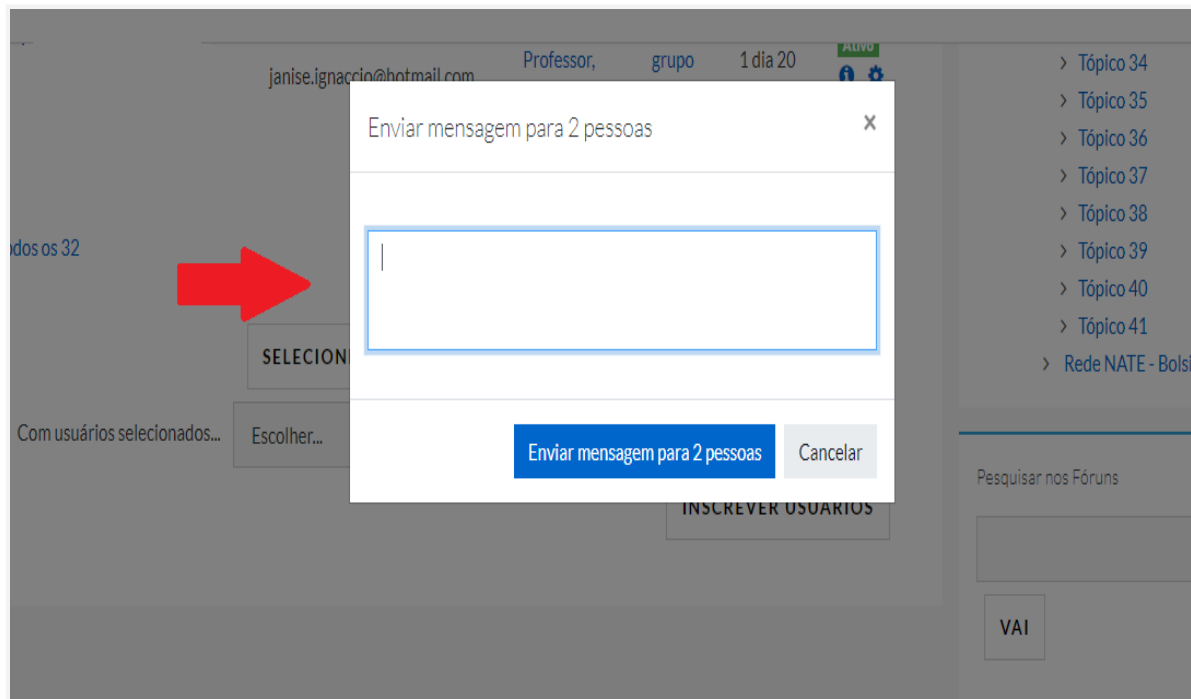 Professor, grupo 1 dia 20 Ativo
janise.ignaccio@hotmail.com
Enviar mensagem para 2 pessoas ×
os 32
Com usuários selecionados... Escolher...
Enviar mensagem para 2 pessoas Cancelar
INSCREVER USUÁRIOS
> Tópico 34
> Tópico 35
> Tópico 36
> Tópico 37
> Tópico 38
> Tópico 39
> Tópico 40
> Tópico 41
> Rede NATE - Bolsi
Pesquisar nos Fóruns
VAI